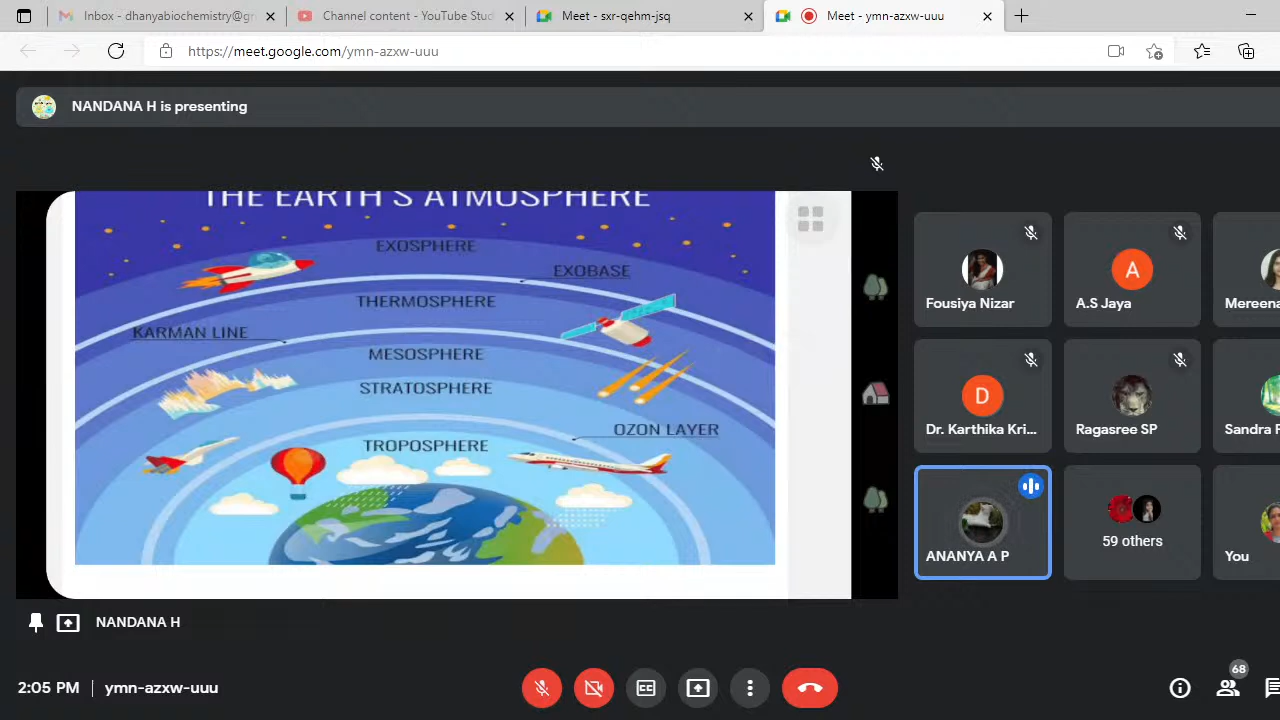 Inbox - dhanyabiochemistry@gr
Channel content - YouTube Stud
Meet - sxr-qehm-jsq
Meet - ymn-azxw-uuu
https://meet.google.com/ymn-azxw-uuu
NANDANA H is presenting
THE EARTH'S ATMOSPHERE
EXOSPHERE
EXOBASE
THERMOSPHERE
KARMAN LINE
MESOSPHERE
STRATOSPHERE
OZON LAYER
TROPOSPHERE
Fousiya Nizar
A
A.S Jaya
Mereena
D
Dr. Karthika Kri...
Ragasree SP
Sandra P
ANANYA A P
59 others
You
NANDANA H
2:05 PM | ymn-azxw-uuu
CC
68